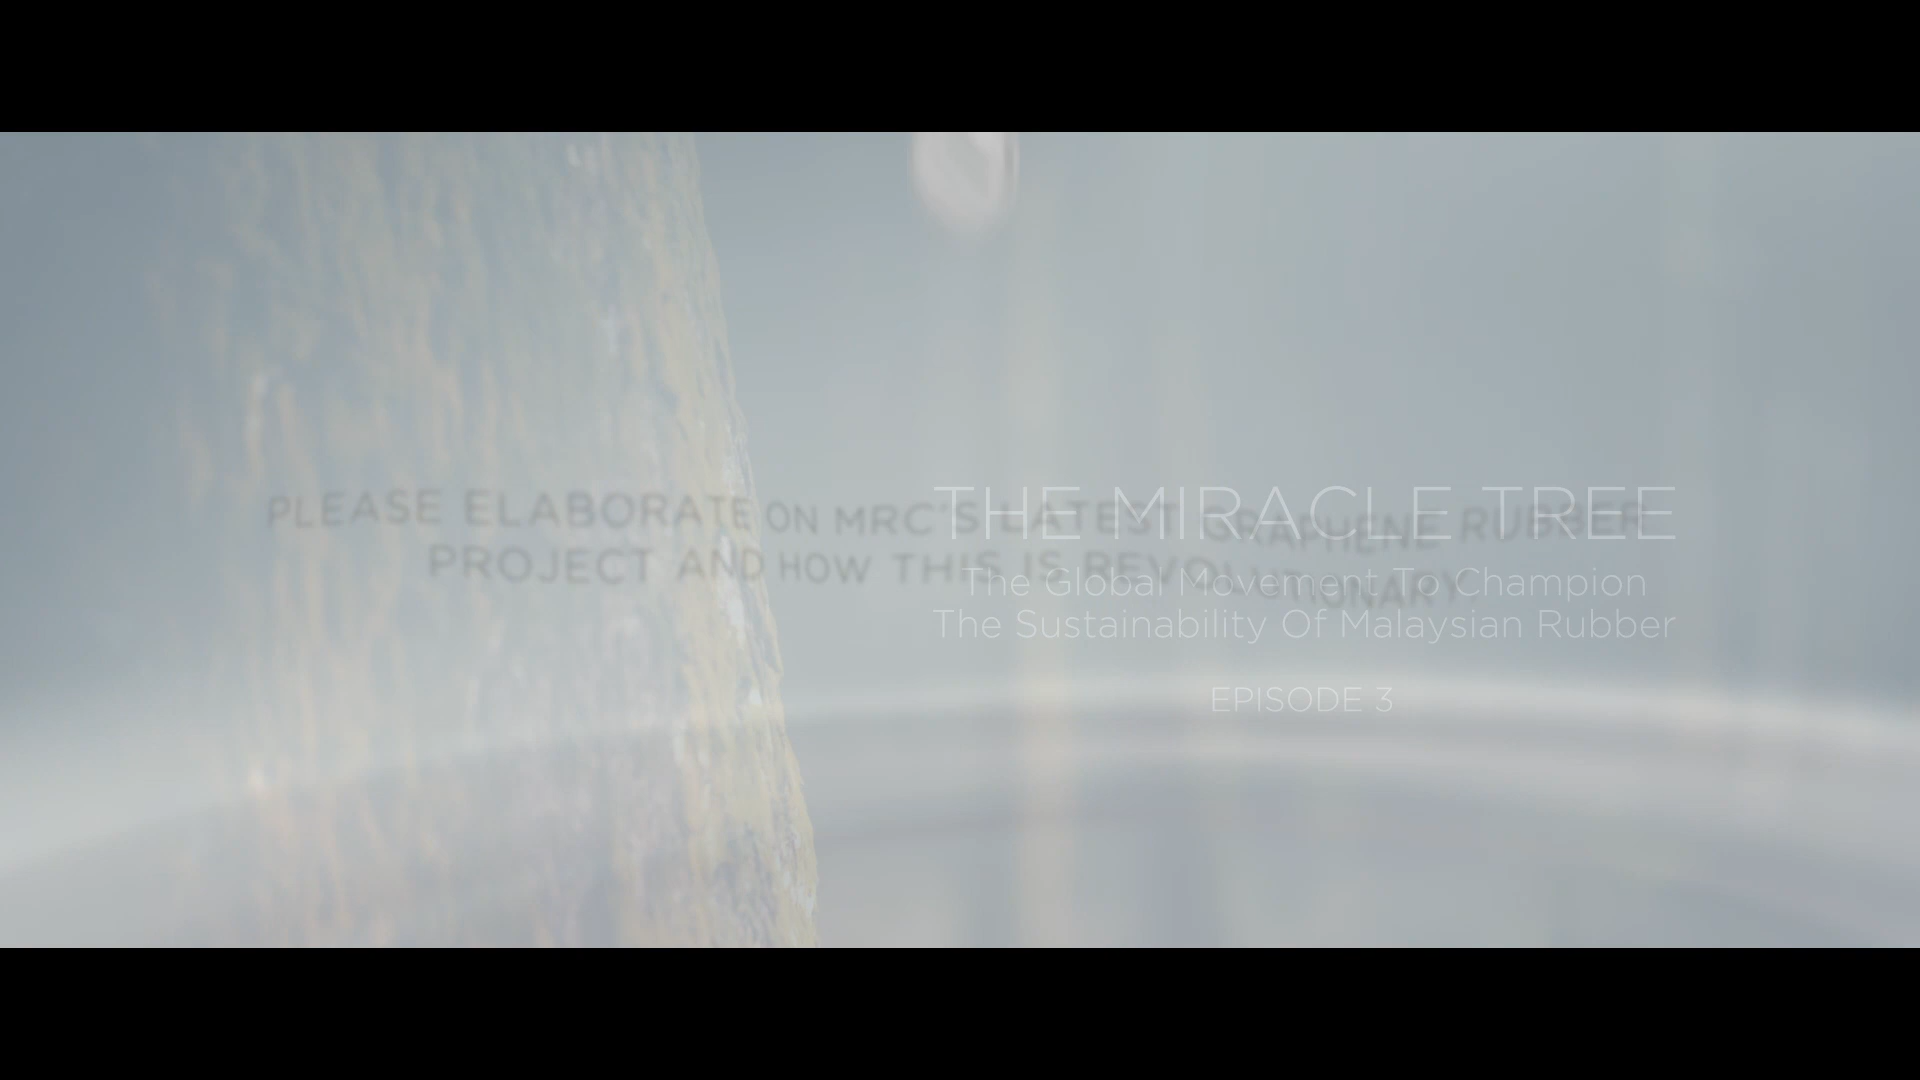 PLEASE ELABORATE ON MRC'S LATEST GRAPHENE RUBBER
PROJECT AND HOW THIS IS REVOLUTIONARY
THE MIRACLE TREE
The Global Movement To Champion
The Sustainability Of Malaysian Rubber
EPISODE 3